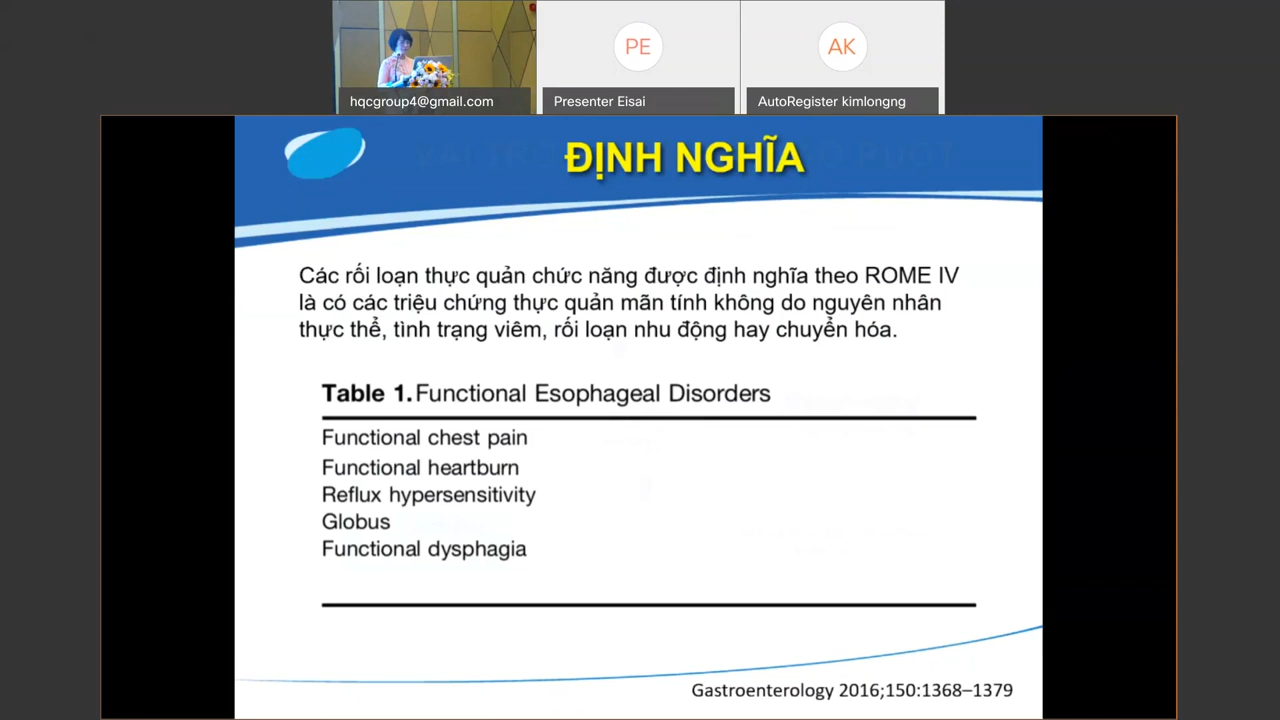 PE
AK
hqcgroup4@gmail.com
Presenter Eisai
AutoRegister kimlongng
ĐỊNH NGHĨA
Các rối loạn thực quản chức năng được định nghĩa theo ROME IV
là có các triệu chứng thực quản mãn tính không do nguyên nhân
thực thể, tình trạng viêm, rối loạn nhu động hay chuyển hóa.
Table 1. Functional Esophageal Disorders
Functional chest pain
Functional heartburn
Reflux hypersensitivity
Globus
Functional dysphagia
Gastroenterology 2016;150:1368–1379